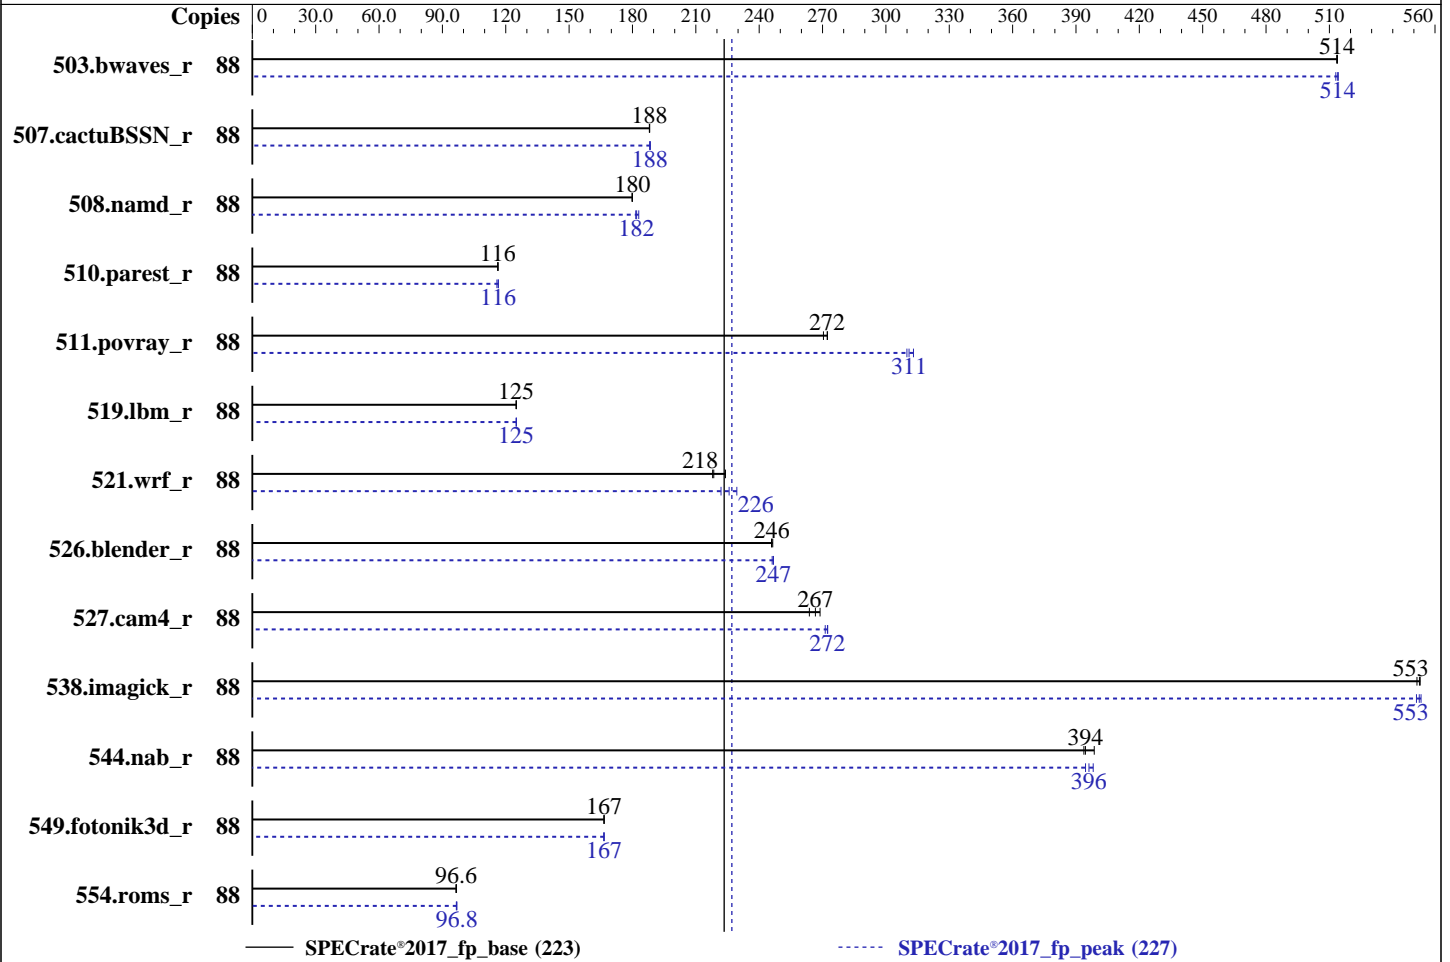 Copies 0 30.0 60.0 90.0 120 150 180 210 240 270 300 330 360 390 420 450 480 510 560
503.bwaves_r 88 514
514
507.cactuBSSN_r 88 188
188
508.namd_r 88 180
182
510.parest_r 88 116
116
511.povray_r 88 272
311
519.lbm_r 88 125
125
521.wrf_r 88 218
226
526.blender_r 88 246
247
527.cam4_r 88 267
272
538.imagick_r 88 553
553
544.nab_r 88 394
396
549.fotonik3d_r 88 167
167
554.roms_r 88 96.6
96.8
SPECrate®2017_fp_base (223) SPECrate®2017_fp_peak (227)